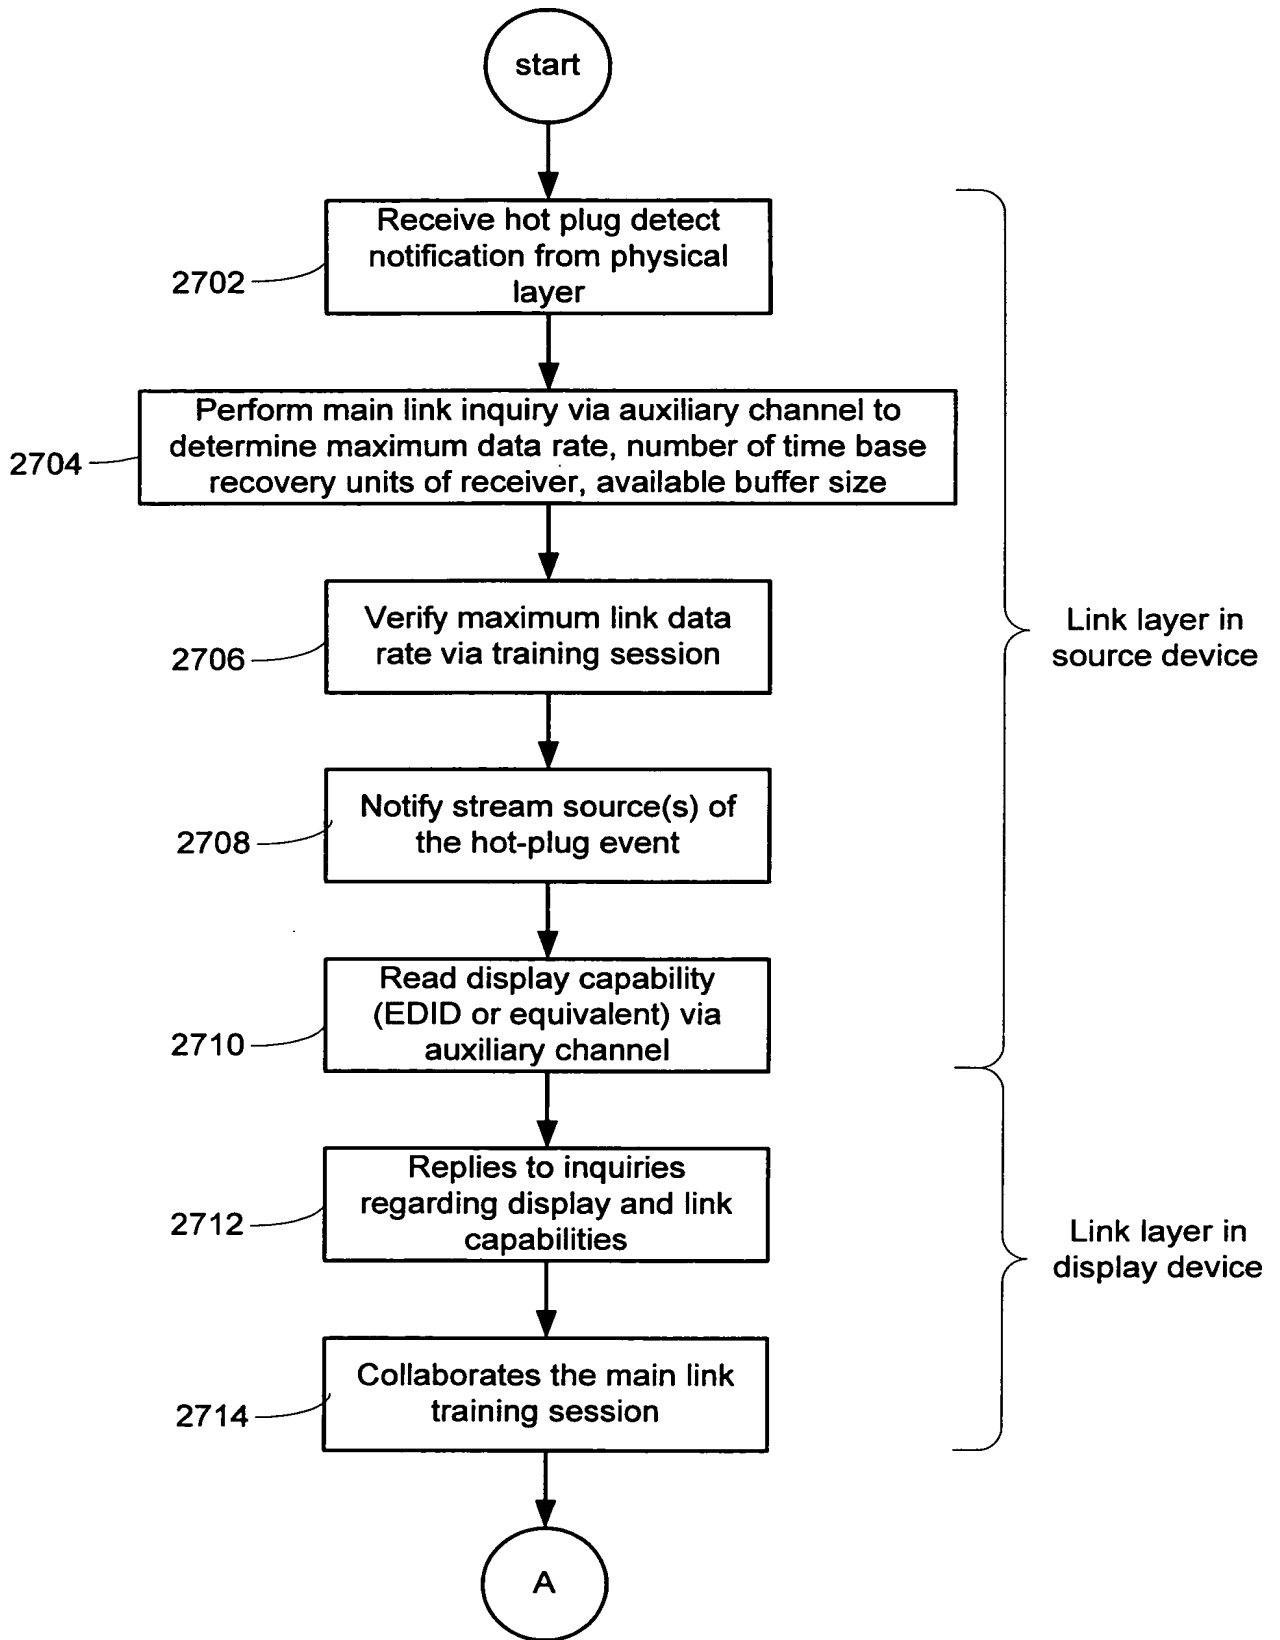 start
Receive hot plug detect
notification from physical
layer
2702
Perform main link inquiry via auxiliary channel to
determine maximum data rate, number of time base
recovery units of receiver, available buffer size
2704
Verify maximum link data
rate via training session
2706
Link layer in
source device
Notify stream source(s) of
the hot-plug event
2708
Read display capability
(EDID or equivalent) via
auxiliary channel
2710
Replies to inquiries
regarding display and link
capabilities
2712
Link layer in
display device
Collaborates the main link
training session
2714
A